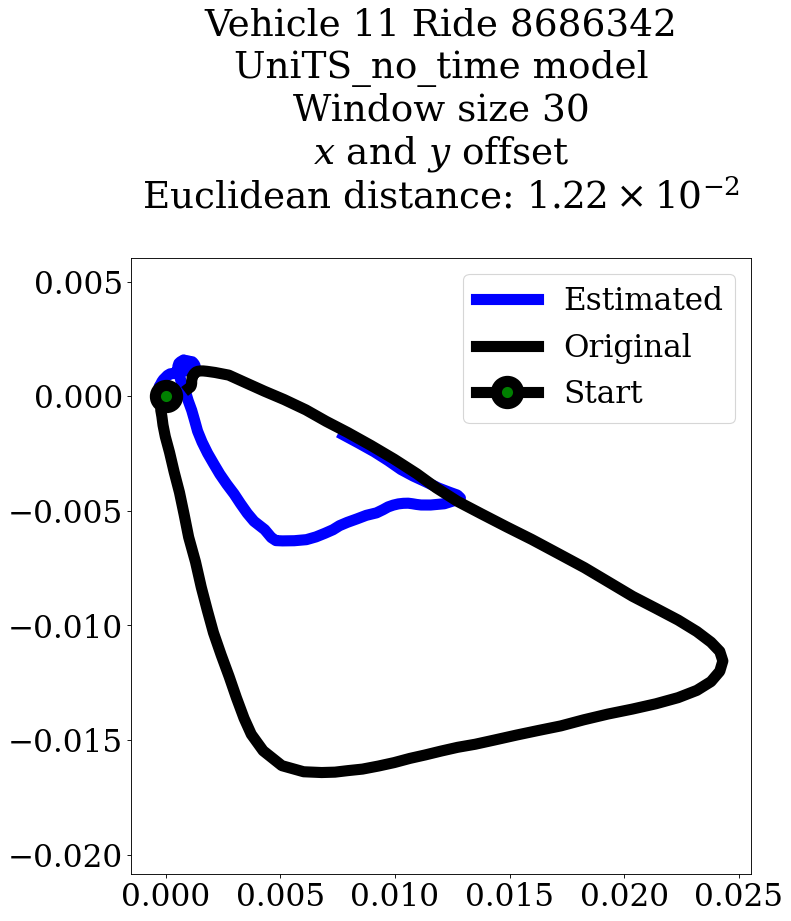 Vehicle 11 Ride 8686342
UniTS_no_time model
Window size 30
x and y offset
Euclidean distance: 1.22 × 10⁻²
Estimated
Original
Start
0.005
0.000
−0.005
−0.010
−0.015
−0.020
0.000 0.005 0.010 0.015 0.020 0.025